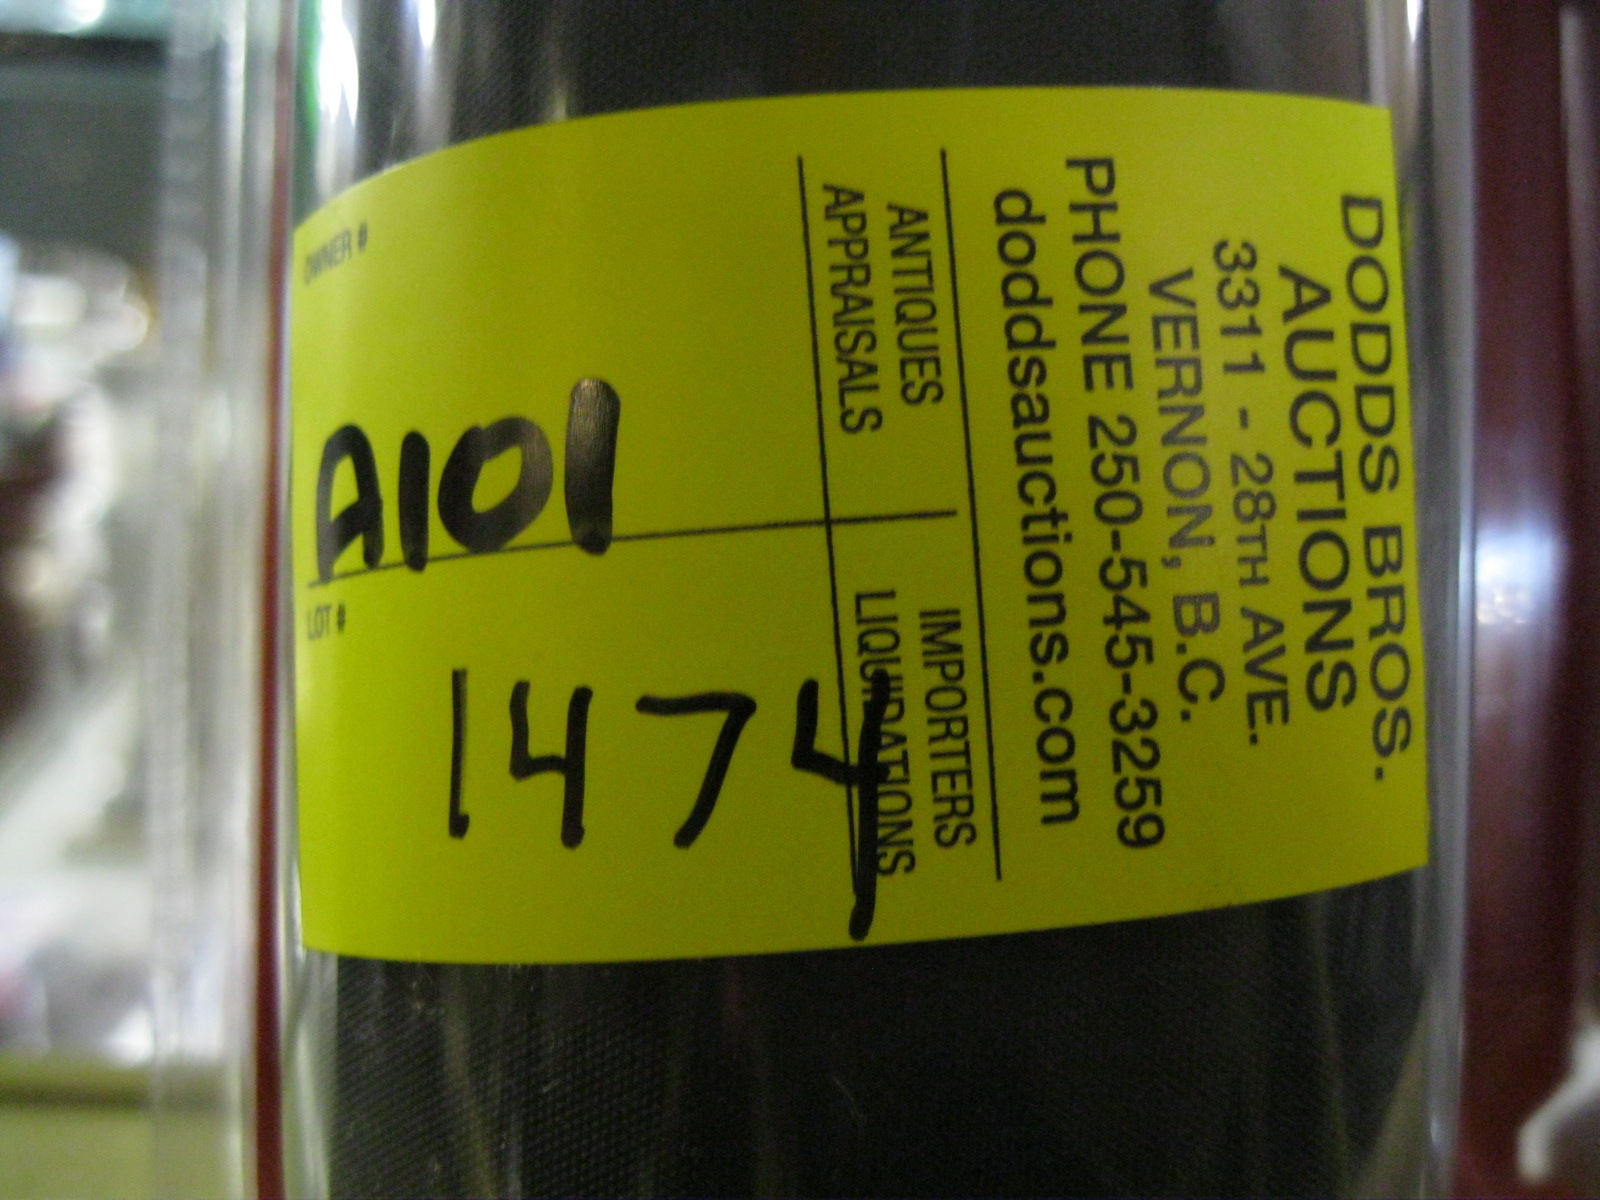 DODDS BROS.
AUCTIONS
3311 - 28TH AVE.
VERNON, B.C.
PHONE 250-545-3259
doddsauctions.com
ANTIQUES
APPRAISALS
IMPORTERS
LIQUIDATIONS
OWNER #
A101
LOT #
1474